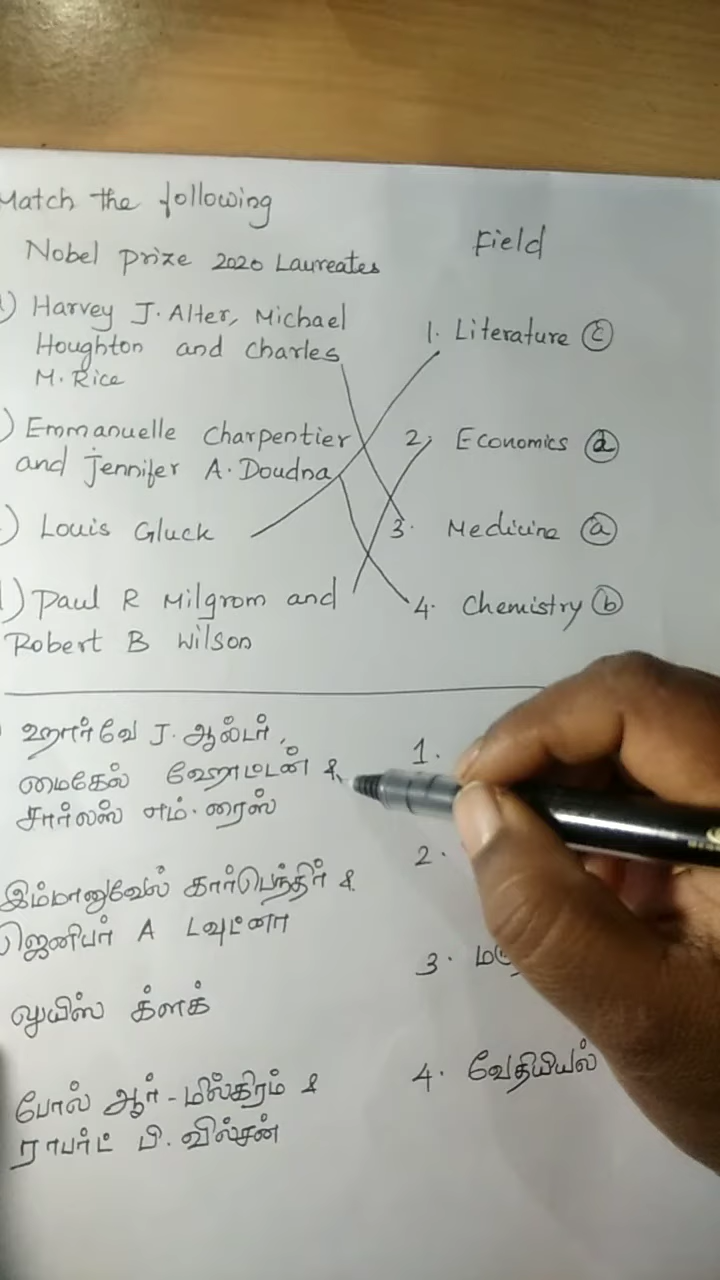 Match the following
Nobel prize 2020 Laureates
Field
) Harvey J. Alter, Michael
Houghton and Charles
M. Rice
1. Literature ⓒ
) Emmanuelle Charpentier
and Jennifer A. Doudna
2. Economics ⓓ
) Louis Gluck
3. Medicine ⓐ
) Paul R Milgrom and
Robert B Wilson
4. Chemistry ⓑ
ஹார்வே J. ஆல்டர்,
மைகேல் ஹோட்டன் &
சார்லஸ் எம். ரைஸ்
1.
இம்மானுவேல் கார்பெந்திர் &
ஜெனிபர் A டவுட்னா
2.
லூயிஸ் க்ளக்
3.
போல் ஆர் - மில்கிரம் &
ராபர்ட் பி. வில்சன்
4. வேதியியல்